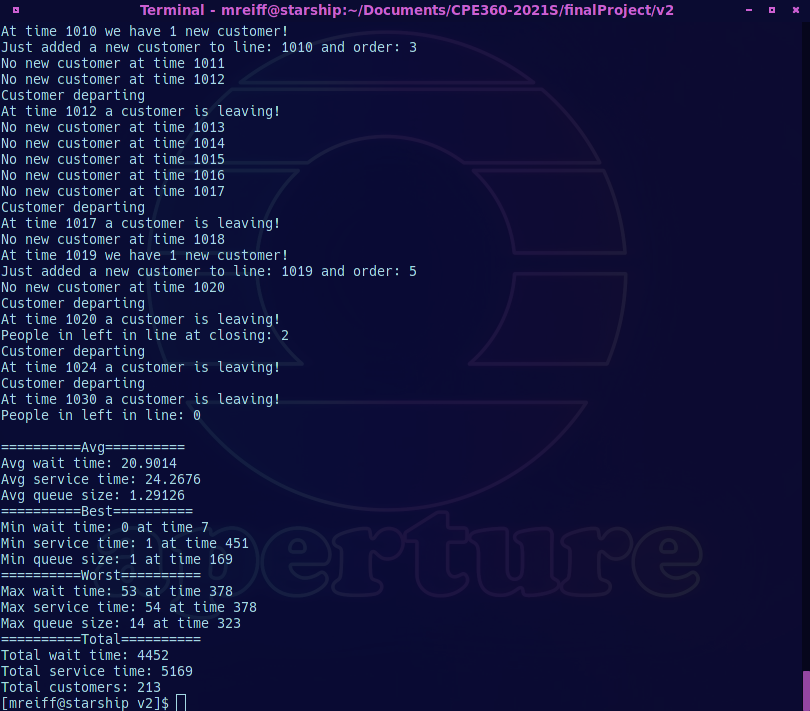 Terminal - mreiff@starship:~/Documents/CPE360-2021S/finalProject/v2
At time 1010 we have 1 new customer!
Just added a new customer to line: 1010 and order: 3
No new customer at time 1011
No new customer at time 1012
Customer departing
At time 1012 a customer is leaving!
No new customer at time 1013
No new customer at time 1014
No new customer at time 1015
No new customer at time 1016
No new customer at time 1017
Customer departing
At time 1017 a customer is leaving!
No new customer at time 1018
At time 1019 we have 1 new customer!
Just added a new customer to line: 1019 and order: 5
No new customer at time 1020
Customer departing
At time 1020 a customer is leaving!
People in left in line at closing: 2
Customer departing
At time 1024 a customer is leaving!
Customer departing
At time 1030 a customer is leaving!
People in left in line: 0
==========Avg==========
Avg wait time: 20.9014
Avg service time: 24.2676
Avg queue size: 1.29126
==========Best==========
Min wait time: 0 at time 7
Min service time: 1 at time 451
Min queue size: 1 at time 169
==========Worst==========
Max wait time: 53 at time 378
Max service time: 54 at time 378
Max queue size: 14 at time 323
==========Total==========
Total wait time: 4452
Total service time: 5169
Total customers: 213
[mreiff@starship v2]$
aperture